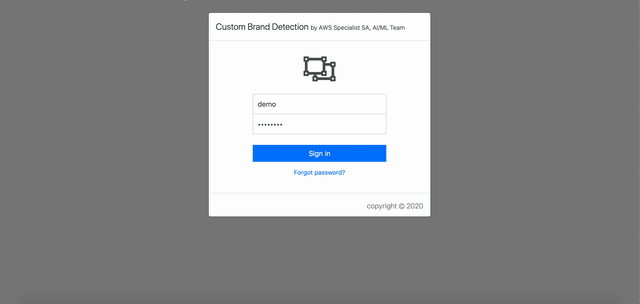 Custom Brand Detection by AWS Specialist SA, AI/ML Team
demo
••••••••
Sign in
Forgot password?
copyright © 2020